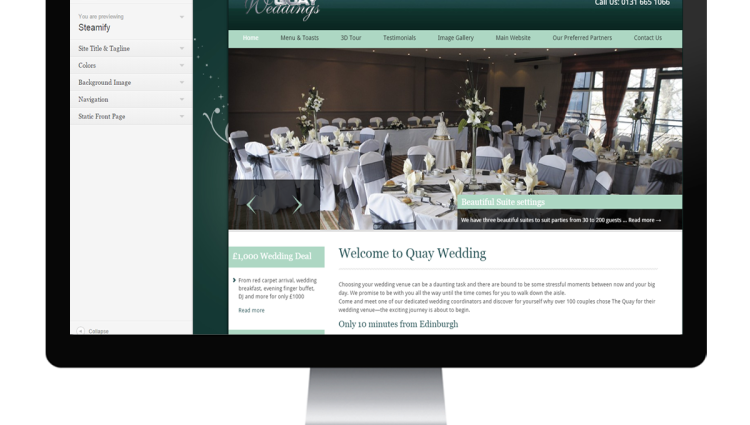 You are previewing
Steamify
Site Title & Tagline
Colors
Background Image
Navigation
Static Front Page
Collapse
QUAY
Weddings
Call Us: 0131 665 1066
Home
Menu & Toasts
3D Tour
Testimonials
Image Gallery
Main Website
Our Preferred Partners
Contact Us
Beautiful Suite settings
We have three beautiful suites to suit parties from 30 to 200 guests ... Read more →
£1,000 Wedding Deal
From red carpet arrival, wedding
breakfast, evening finger buffet,
DJ and more for only £1000
Read more
Welcome to Quay Wedding
Choosing your wedding venue can be a daunting task and there are bound to be some stressful moments between now and your big
day. We promise to be with you all the way until the time comes for you to walk down the aisle.
Come and meet one of our dedicated wedding coordinators and discover for yourself why over 100 couples chose The Quay for their
wedding venue—the exciting journey is about to begin.
Only 10 minutes from Edinburgh